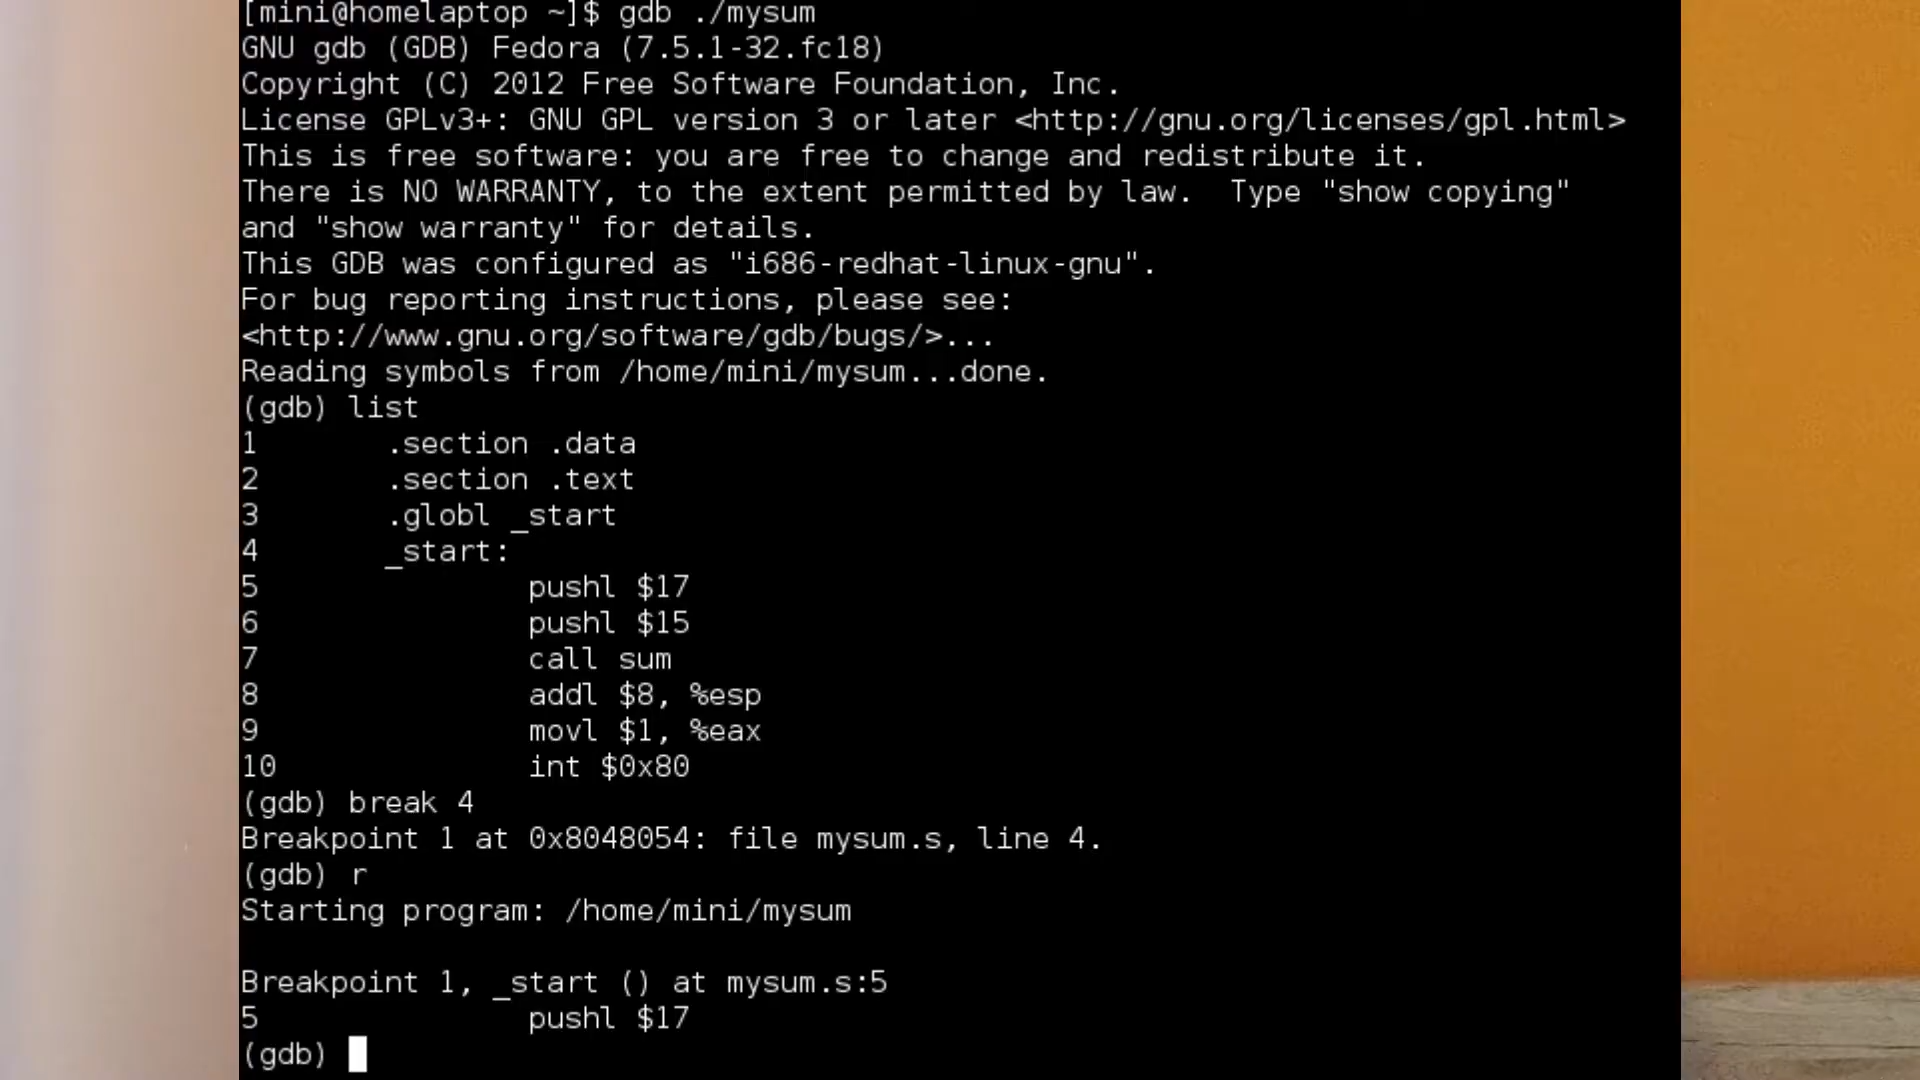 [mini@homelaptop ~]$ gdb ./mysum
GNU gdb (GDB) Fedora (7.5.1-32.fc18)
Copyright (C) 2012 Free Software Foundation, Inc.
License GPLv3+: GNU GPL version 3 or later <http://gnu.org/licenses/gpl.html>
This is free software: you are free to change and redistribute it.
There is NO WARRANTY, to the extent permitted by law.  Type "show copying"
and "show warranty" for details.
This GDB was configured as "i686-redhat-linux-gnu".
For bug reporting instructions, please see:
<http://www.gnu.org/software/gdb/bugs/>...
Reading symbols from /home/mini/mysum...done.
(gdb) list
1       .section .data
2       .section .text
3       .globl _start
4       _start:
5               pushl $17
6               pushl $15
7               call sum
8               addl $8, %esp
9               movl $1, %eax
10              int $0x80
(gdb) break 4
Breakpoint 1 at 0x8048054: file mysum.s, line 4.
(gdb) r
Starting program: /home/mini/mysum
Breakpoint 1, _start () at mysum.s:5
5               pushl $17
(gdb)